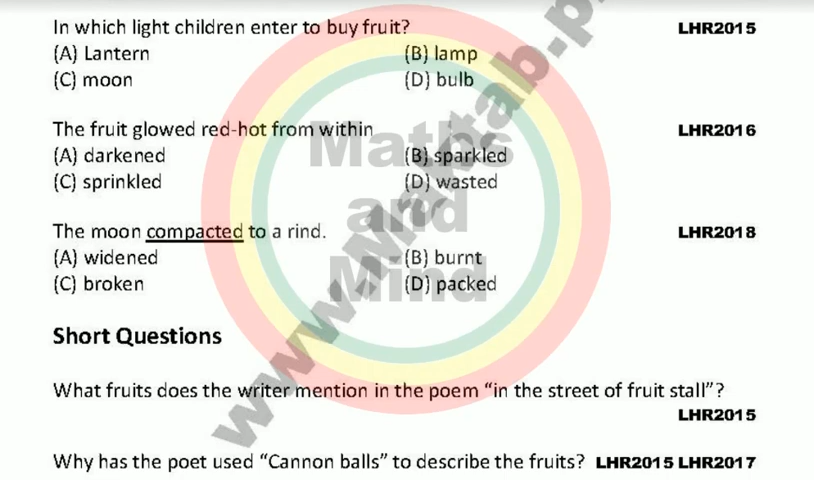 In which light children enter to buy fruit? LHR2015
(A) Lantern (B) lamp
(C) moon (D) bulb
The fruit glowed red-hot from within LHR2016
(A) darkened (B) sparkled
(C) sprinkled (D) wasted
The moon compacted to a rind. LHR2018
(A) widened (B) burnt
(C) broken (D) packed
Short Questions
What fruits does the writer mention in the poem “in the street of fruit stall”?
LHR2015
Why has the poet used “Cannon balls” to describe the fruits? LHR2015 LHR2017
and
Mind